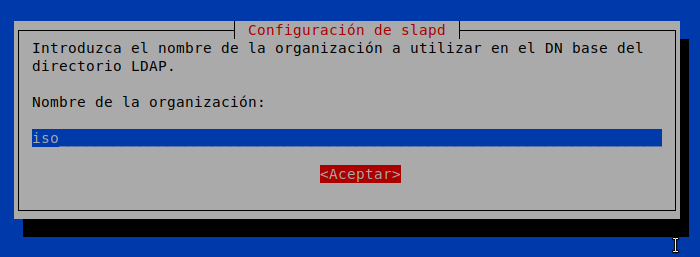 Configuración de slapd
Introduzca el nombre de la organización a utilizar en el DN base del
directorio LDAP.
Nombre de la organización:
iso
<Aceptar>